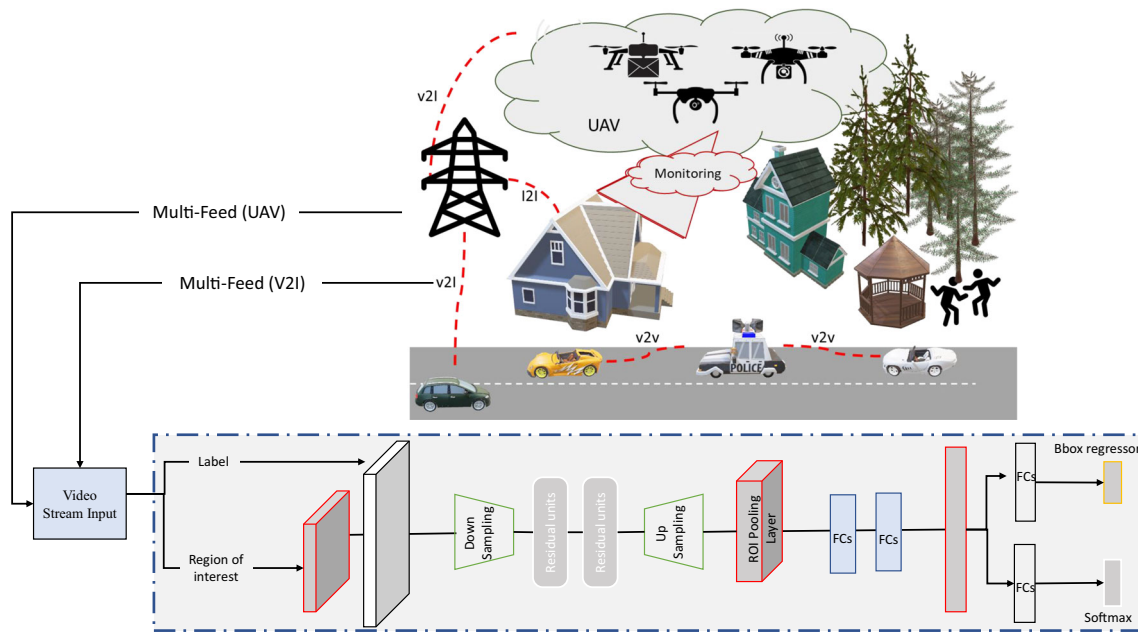 v2I
UAV
Monitoring
I2I
Multi-Feed (UAV)
Multi-Feed (V2I)
v2I
v2v
v2v
POLICE
Label
Video
Stream Input
Region of
interest
Down
Sampling
Residual units
Residual units
Up
Sampling
ROI Pooling
Layer
FCs
FCs
FCs
Bbox regressor
FCs
Softmax